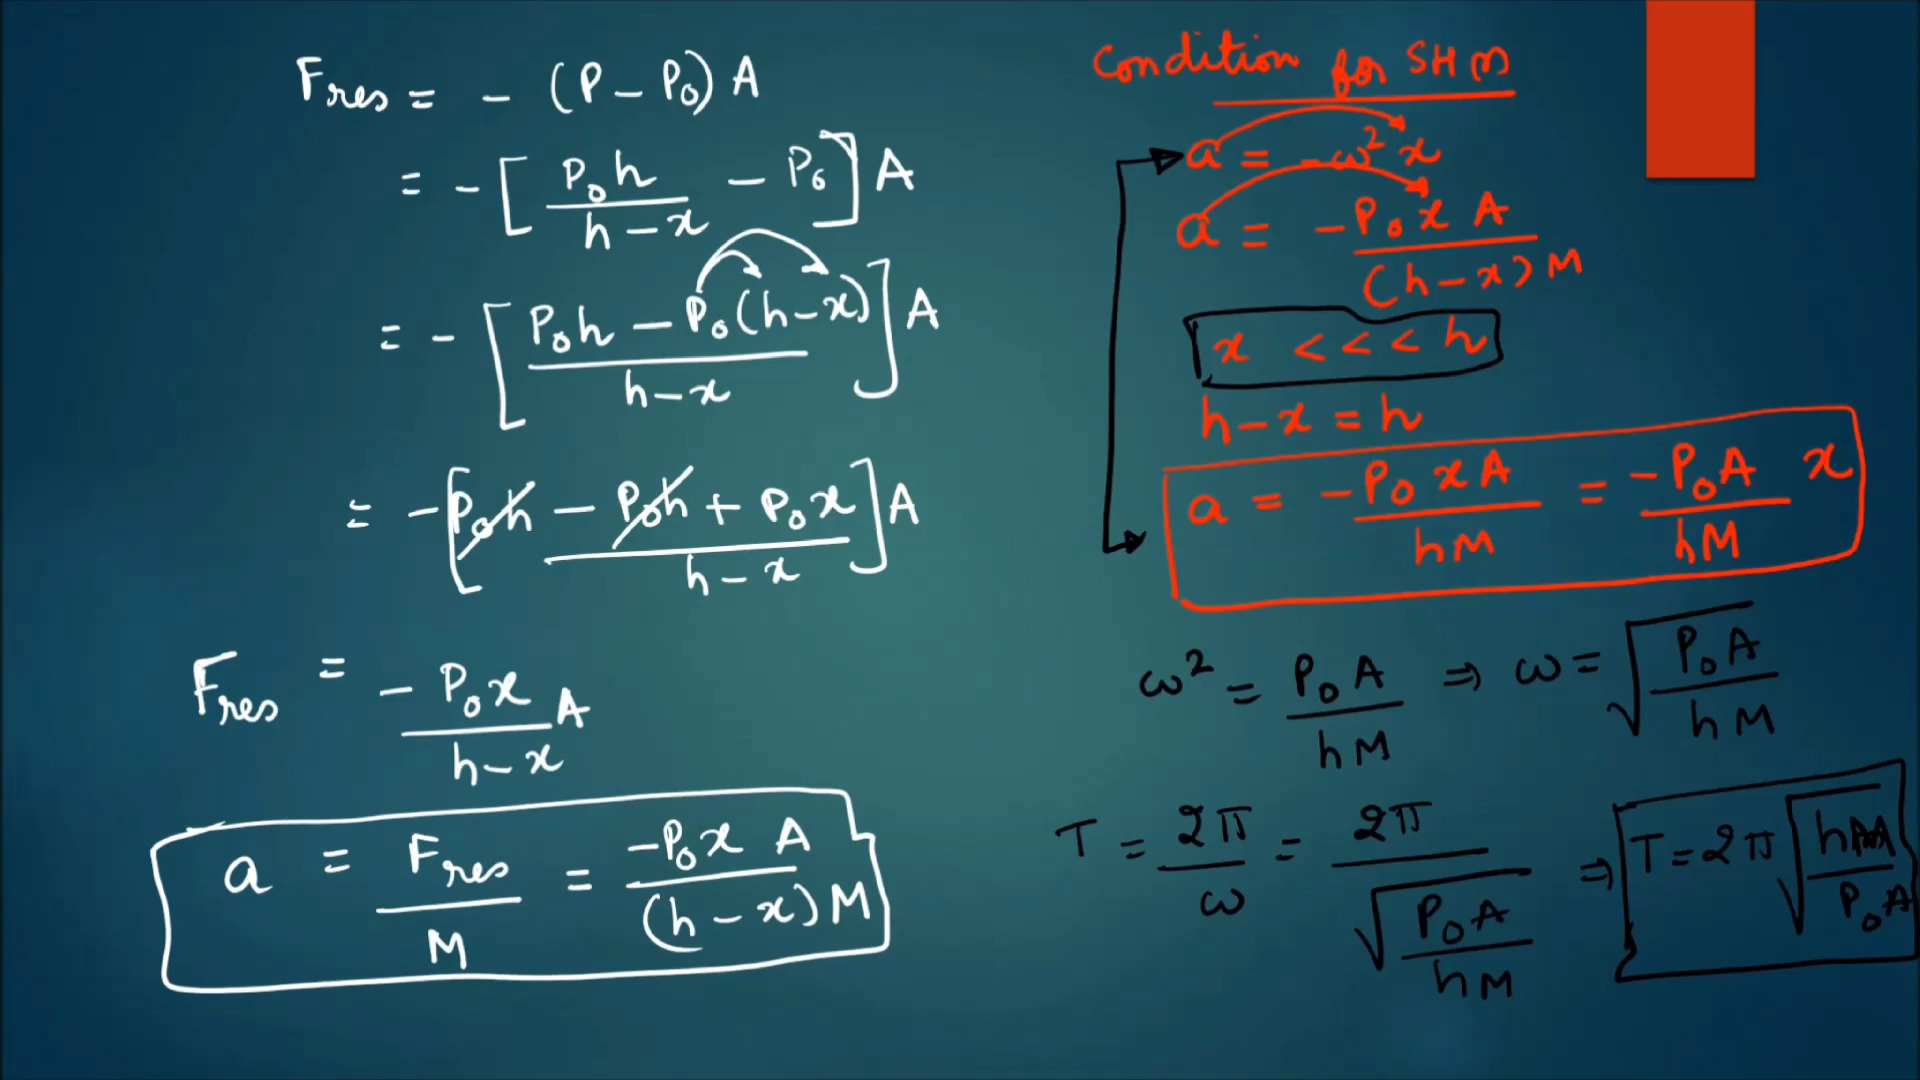 Fres = - (P - P₀) A
= - [ P₀h / h-x - P₀ ] A
= - [ P₀h - P₀(h-x) / h-x ] A
= - [ P₀h - P₀h + P₀x / h-x ] A
Fres = - P₀x / h-x A
a = Fres / M = -P₀x A / (h-x)M
Condition for SHM
a = -ω²x
a = -P₀x A / (h-x)M
x <<< h
h-x = h
a = -P₀xA / hM = -P₀A / hM x
ω² = P₀A / hM ⇒ ω = √(P₀A / hM)
T = 2π / ω = 2π / √(P₀A / hM) ⇒ T = 2π √(hM / P₀A)